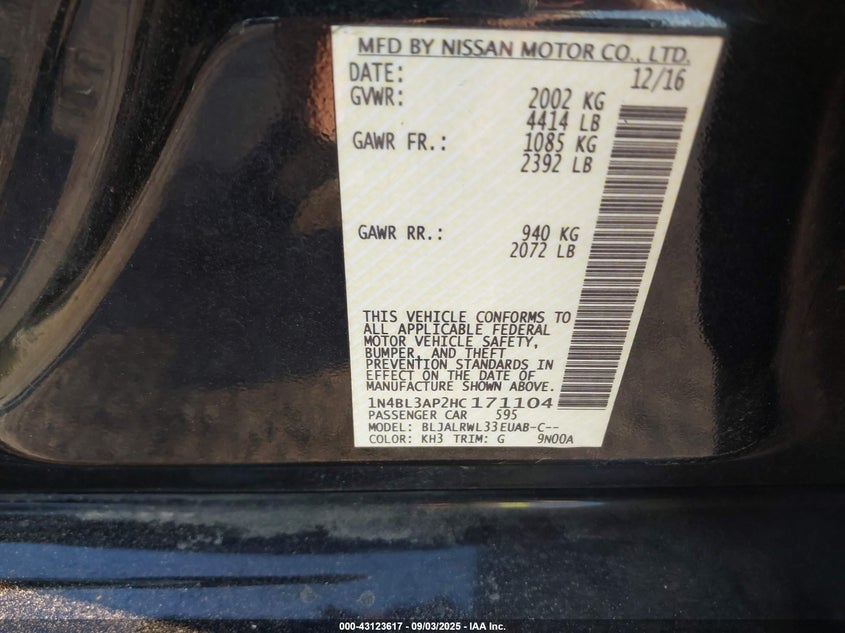 MFD BY NISSAN MOTOR CO., LTD.
DATE: 12/16
GVWR: 2002 KG
4414 LB
GAWR FR.: 1085 KG
2392 LB
GAWR RR.: 940 KG
2072 LB
THIS VEHICLE CONFORMS TO
ALL APPLICABLE FEDERAL
MOTOR VEHICLE SAFETY,
BUMPER, AND THEFT
PREVENTION STANDARDS IN
EFFECT ON THE DATE OF
MANUFACTURE SHOWN ABOVE.
1N4BL3AP2HC171104
PASSENGER CAR 595
MODEL: BLJALRWL33EUAB-C--
COLOR: KH3 TRIM: G 9N00A
000-43123617 - 09/03/2025 - IAA Inc.